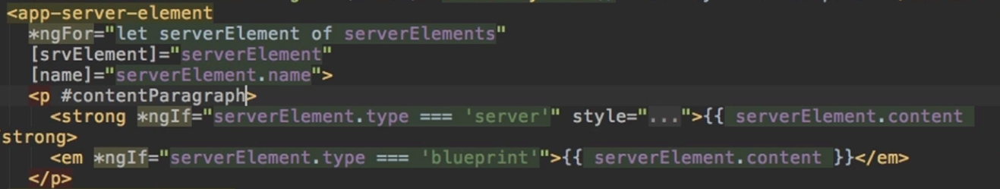 <app-server-element
*ngFor="let serverElement of serverElements"
[srvElement]="serverElement"
[name]="serverElement.name">
<p #contentParagraph>
<strong *ngIf="serverElement.type === 'server'" style="...">{{ serverElement.content
/strong>
<em *ngIf="serverElement.type === 'blueprint'">{{ serverElement.content }}</em>
</p>